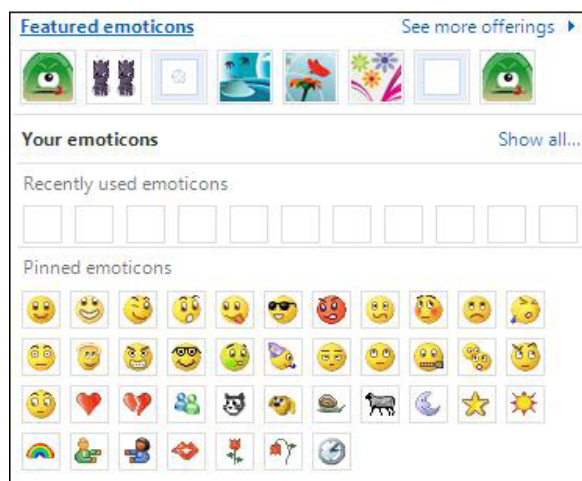 Featured emoticons
See more offerings
Your emoticons
Show all...
Recently used emoticons
Pinned emoticons